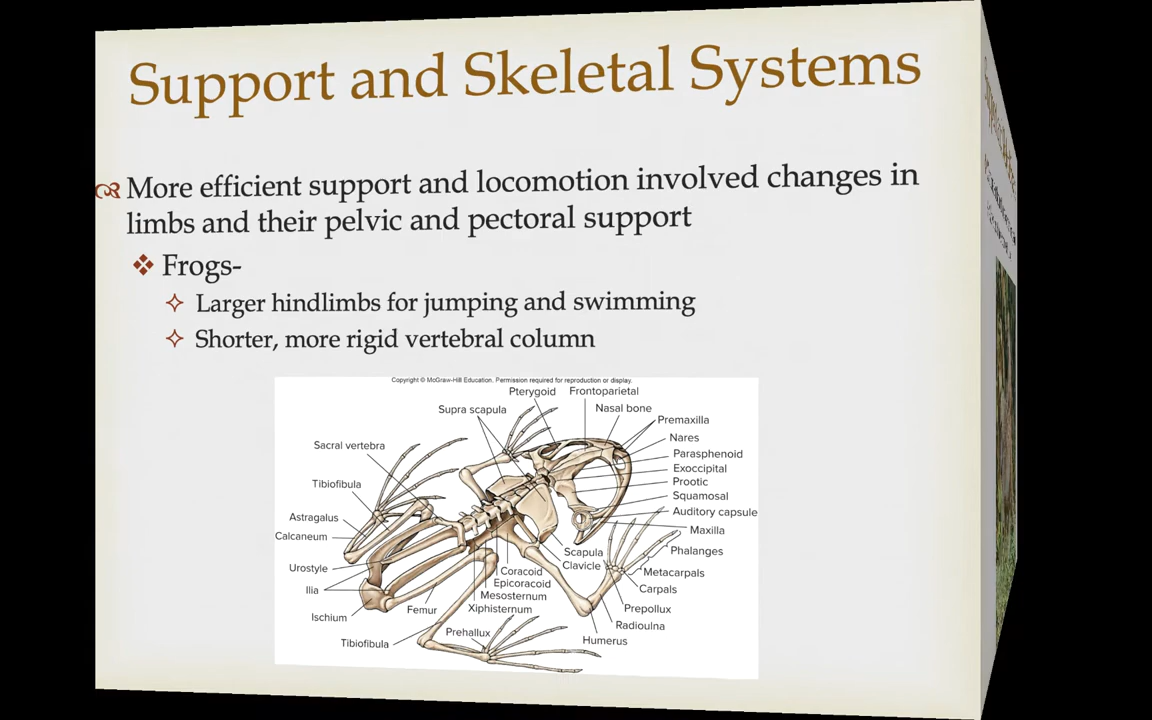 Support and Skeletal Systems
More efficient support and locomotion involved changes in
limbs and their pelvic and pectoral support
Frogs-
Larger hindlimbs for jumping and swimming
Shorter, more rigid vertebral column
Copyright © McGraw-Hill Education. Permission required for reproduction or display.
Pterygoid
Frontoparietal
Supra scapula
Nasal bone
Premaxilla
Nares
Sacral vertebra
Parasphenoid
Exoccipital
Tibiofibula
Prootic
Squamosal
Astragalus
Auditory capsule
Calcaneum
Maxilla
Scapula
Phalanges
Clavicle
Urostyle
Coracoid
Metacarpals
Epicoracoid
Ilia
Carpals
Mesosternum
Ischium
Femur
Xiphisternum
Prepollux
Radioulna
Prehallux
Humerus
Tibiofibula